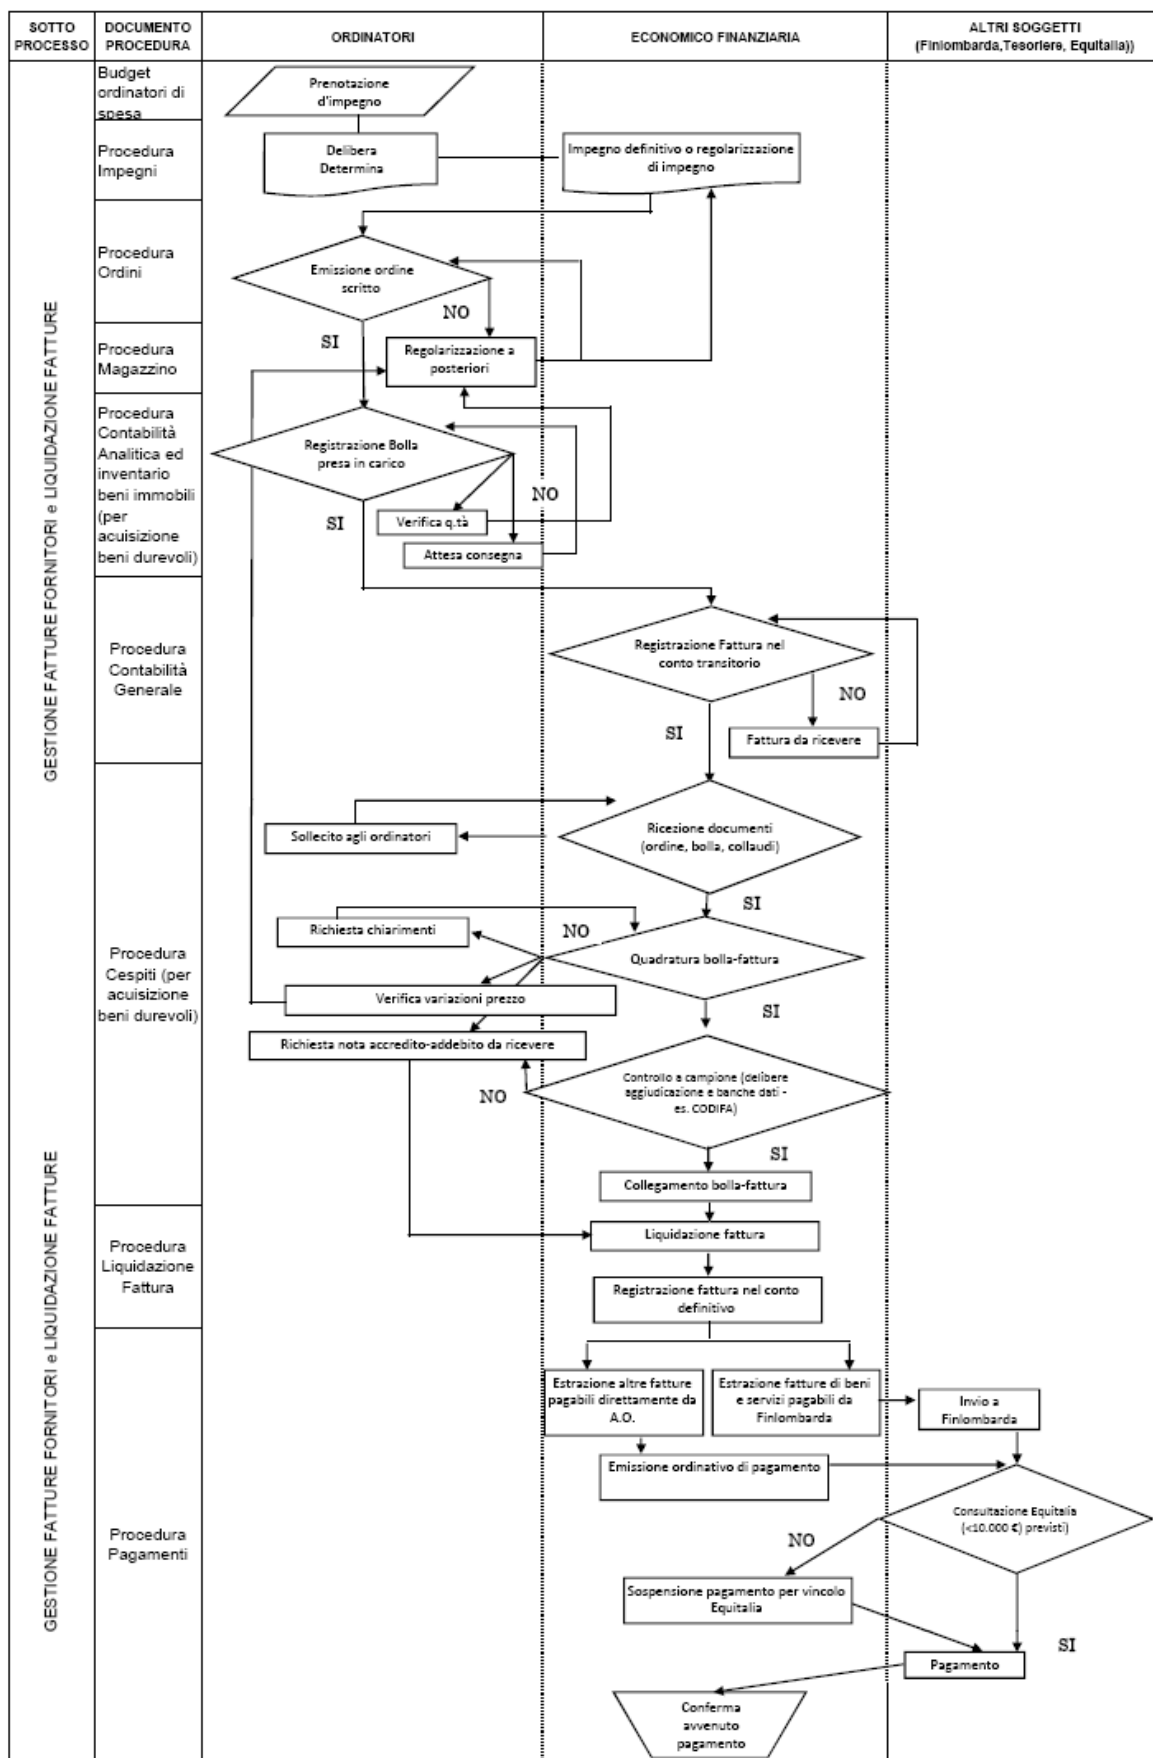 SOTTO
PROCESSO
DOCUMENTO
PROCEDURA
ORDINATORI
ECONOMICO FINANZIARIA
ALTRI SOGGETTI
(Finlombarda,Tesoriere, Equitalia))
Budget
ordinatori di
spesa
Prenotazione
d'impegno
Procedura
Impegni
Delibera
Determina
Impegno definitivo o regolarizzazione
di impegno
Procedura
Ordini
Emissione ordine
scritto
NO
SI
GESTIONE FATTURE FORNITORI e LIQUIDAZIONE FATTURE
Procedura
Magazzino
Regolarizzazione a
posteriori
Procedura
Contabilità
Analitica ed
inventario
beni immobili
(per
acuisizione
beni durevoli)
Registrazione Bolla
presa in carico
NO
SI
Verifica q.tà
Attesa consegna
Procedura
Contabilità
Generale
Registrazione Fattura nel
conto transitorio
NO
SI
Fattura da ricevere
Ricezione documenti
(ordine, bolla, collaudi)
Sollecito agli ordinatori
SI
Procedura
Cespiti (per
acuisizione
beni durevoli)
Richiesta chiarimenti
NO
Quadratura bolla-fattura
Verifica variazioni prezzo
SI
Richiesta nota accredito-addebito da ricevere
Controllo a campione (delibere
aggiudicazione e banche dati -
es. CODIFA)
NO
SI
Collegamento bolla-fattura
GESTIONE FATTURE FORNITORI e LIQUIDAZIONE FATTURE
Procedura
Liquidazione
Fattura
Liquidazione fattura
Registrazione fattura nel conto
definitivo
Procedura
Pagamenti
Estrazione altre fatture
pagabili direttamente da
A.O.
Estrazione fatture di beni
e servizi pagabili da
Finlombarda
Invio a
Finlombarda
Emissione ordinativo di pagamento
Consultazione Equitalia
(<10.000 €) previsti)
NO
Sospensione pagamento per vincolo
Equitalia
SI
Pagamento
Conferma
avvenuto
pagamento